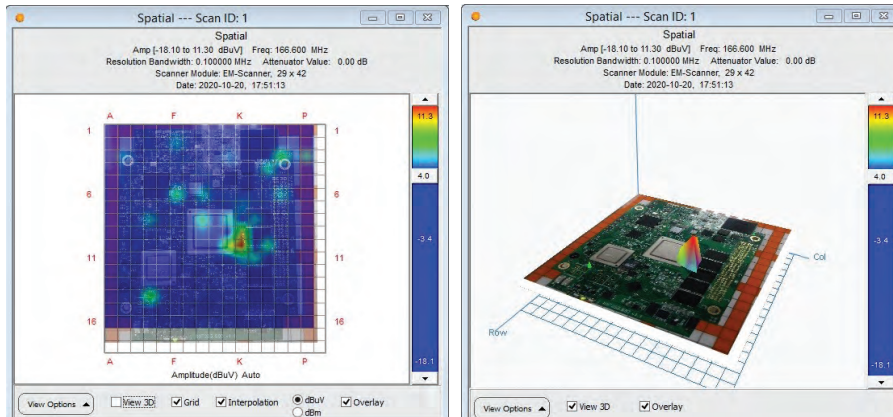 Spatial --- Scan ID: 1
Spatial
Amp [-18.10 to 11.30 dBuV] Freq: 166.600 MHz
Resolution Bandwidth: 0.100000 MHz Attenuator Value: 0.00 dB
Scanner Module: EM-Scanner, 29 x 42
Date: 2020-10-20, 17:51:13
A F K P
1 1
6 6
11 11
16 16
A F K P
Amplitude(dBuV) Auto
11.3
4.0
-3.4
-18.1
View Options
View 3D
Grid
Interpolation
dBuV
dBm
Overlay
Spatial --- Scan ID: 1
Spatial
Amp [-18.10 to 11.30 dBuV] Freq: 166.600 MHz
Resolution Bandwidth: 0.100000 MHz Attenuator Value: 0.00 dB
Scanner Module: EM-Scanner, 29 x 42
Date: 2020-10-20, 17:51:13
Col
Row
11.3
4.0
-3.4
-18.1
View Options
View 3D
Overlay